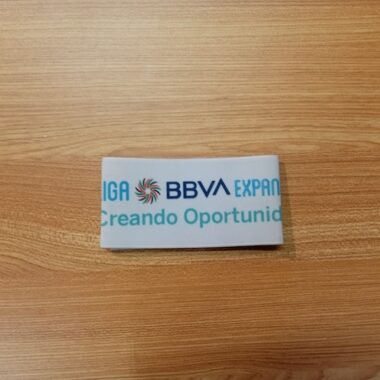 IGA BBVA EXPAN
Creando Oportunid